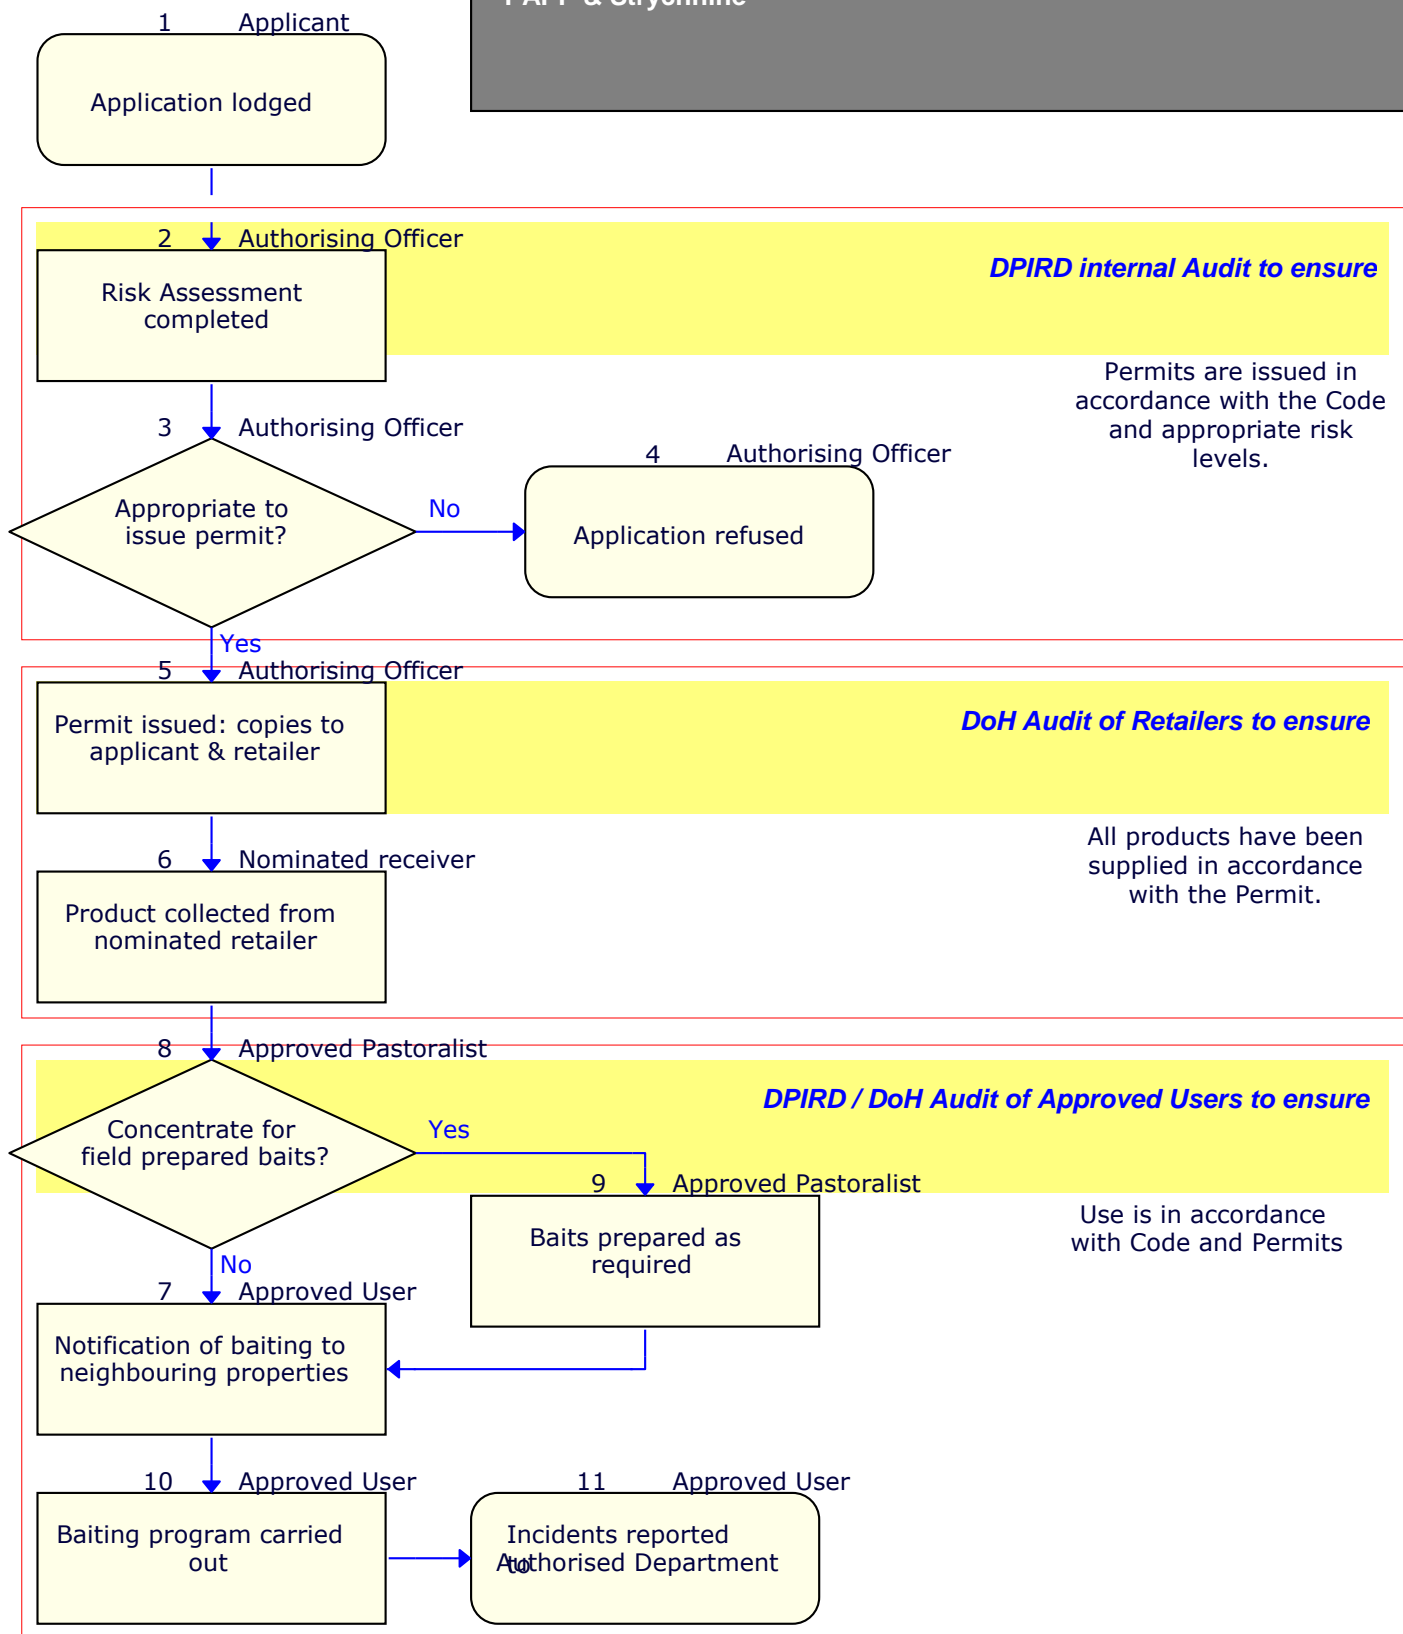 PAPP & Strychnine
1 Applicant
Application lodged
2 Authorising Officer
Risk Assessment
completed
DPIRD internal Audit to ensure
Permits are issued in
accordance with the Code
and appropriate risk
levels.
3 Authorising Officer
Appropriate to
issue permit?
No
4 Authorising Officer
Application refused
Yes
5 Authorising Officer
Permit issued: copies to
applicant & retailer
DoH Audit of Retailers to ensure
All products have been
supplied in accordance
with the Permit.
6 Nominated receiver
Product collected from
nominated retailer
8 Approved Pastoralist
Concentrate for
field prepared baits?
Yes
DPIRD / DoH Audit of Approved Users to ensure
Use is in accordance
with Code and Permits
9 Approved Pastoralist
Baits prepared as
required
No
7 Approved User
Notification of baiting to
neighbouring properties
10 Approved User
Baiting program carried
out
11 Approved User
Incidents reported
to
Authorised Department